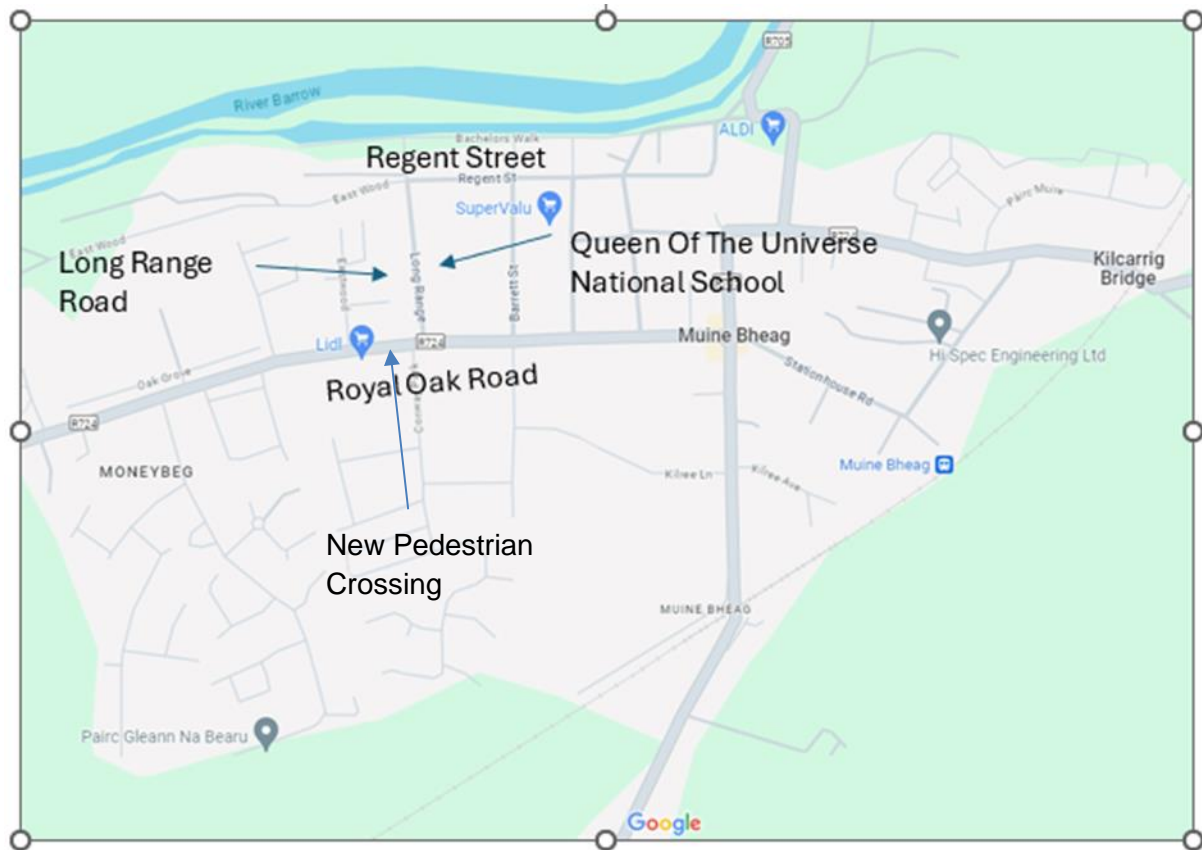 R705
River Barrow
ALDI
Bachelors Walk
Regent Street
Regent St
East Wood
Pairc Muire
SuperValu
R724
East Wood
Queen Of The Universe
National School
Long Range
Road
Long Range
Barrett St
Kilcarrig
Bridge
Lidl
R724
Muine Bheag
Hi Spec Engineering Ltd
Oak Grove
Royal Oak Road
Stationhouse Rd
R724
MONEYBEG
Muine Bheag
Kilree Ln
Kilree Ave
New Pedestrian
Crossing
MUINE BHEAG
Pairc Gleann Na Bearu
Google